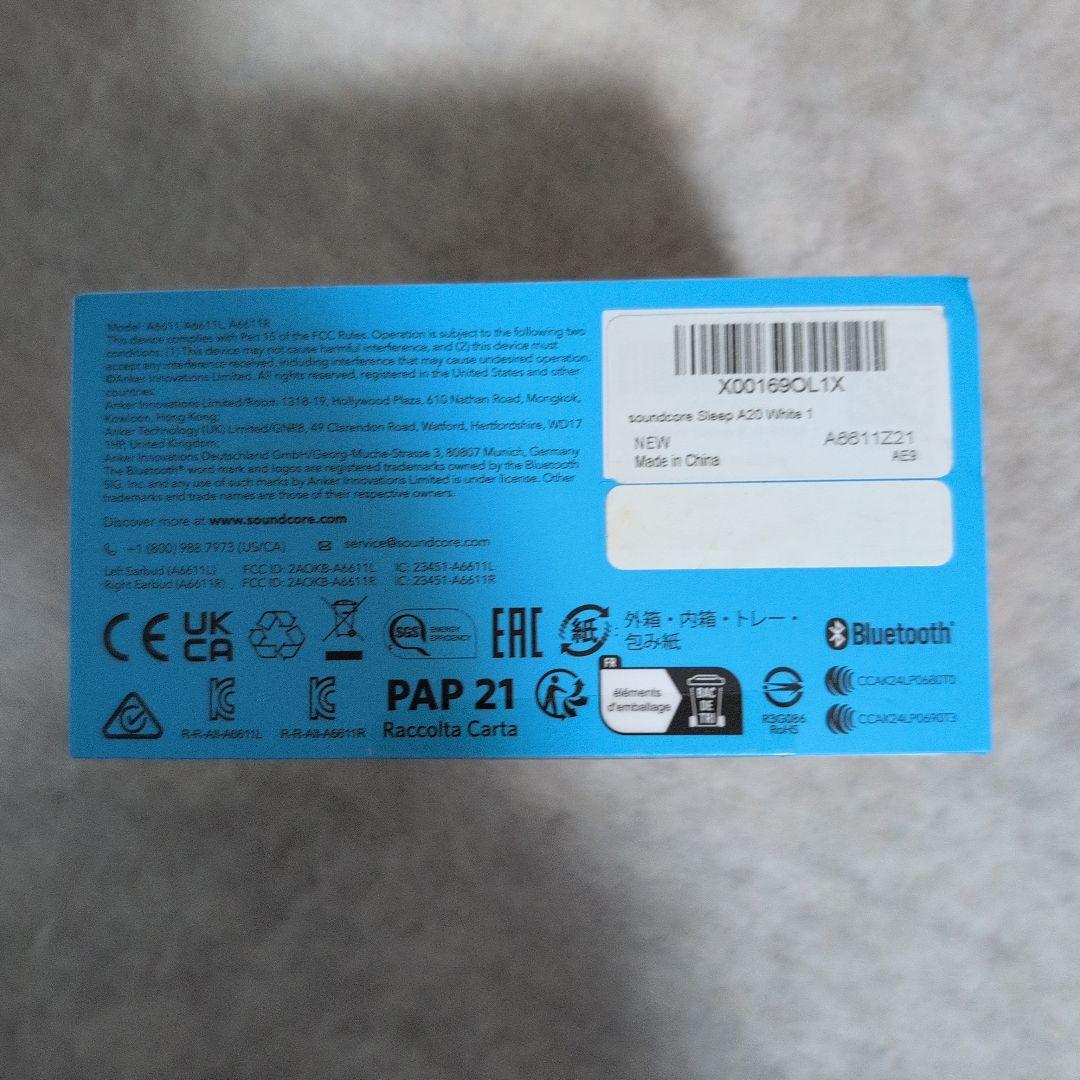 Model: A6611 A6611L, A6611R
This device complies with Part 15 of the FCC Rules. Operation is subject to the following two
conditions: (1) This device may not cause harmful interference, and (2) this device must
accept any interference received, including interference that may cause undesired operation.
©Anker Innovations Limited. All rights reserved, registered in the United States and other
countries.
Anker Innovations Limited/Room 1318-19, Hollywood Plaza, 610 Nathan Road, Mongkok,
Kowloon, Hong Kong;
Anker Technology (UK) Limited/GNR8, 49 Clarendon Road, Watford, Hertfordshire, WD17
1HP, United Kingdom;
Anker Innovations Deutschland GmbH/Georg-Muche-Strasse 3, 80807 Munich, Germany
The Bluetooth® word mark and logos are registered trademarks owned by the Bluetooth
SIG, Inc. and any use of such marks by Anker Innovations Limited is under license. Other
trademarks and trade names are those of their respective owners.
Discover more at www.soundcore.com
+1 (800) 988 7973 (US/CA) service@soundcore.com
Left Earbud (A6611L) FCC ID: 2AOKB-A6611L IC: 23451-A6611L
Right Earbud (A6611R) FCC ID: 2AOKB-A6611R IC: 23451-A6611R
X00169OL1X
soundcore Sleep A20 White 1
NEW A6611Z21
Made in China AE9
CE UK CA SGS ENERGY EFFICIENCY EAC 紙 : 外箱・内箱・トレー・
包み紙
Bluetooth®
R-R-All-A6611L R-R-All-A6611R
PAP 21
Raccolta Carta
FR
éléments
d'emballage
BAC
DE
TRI
R3G086
RoHS
CCAK24LP0680T0
CCAK24LP0690T3